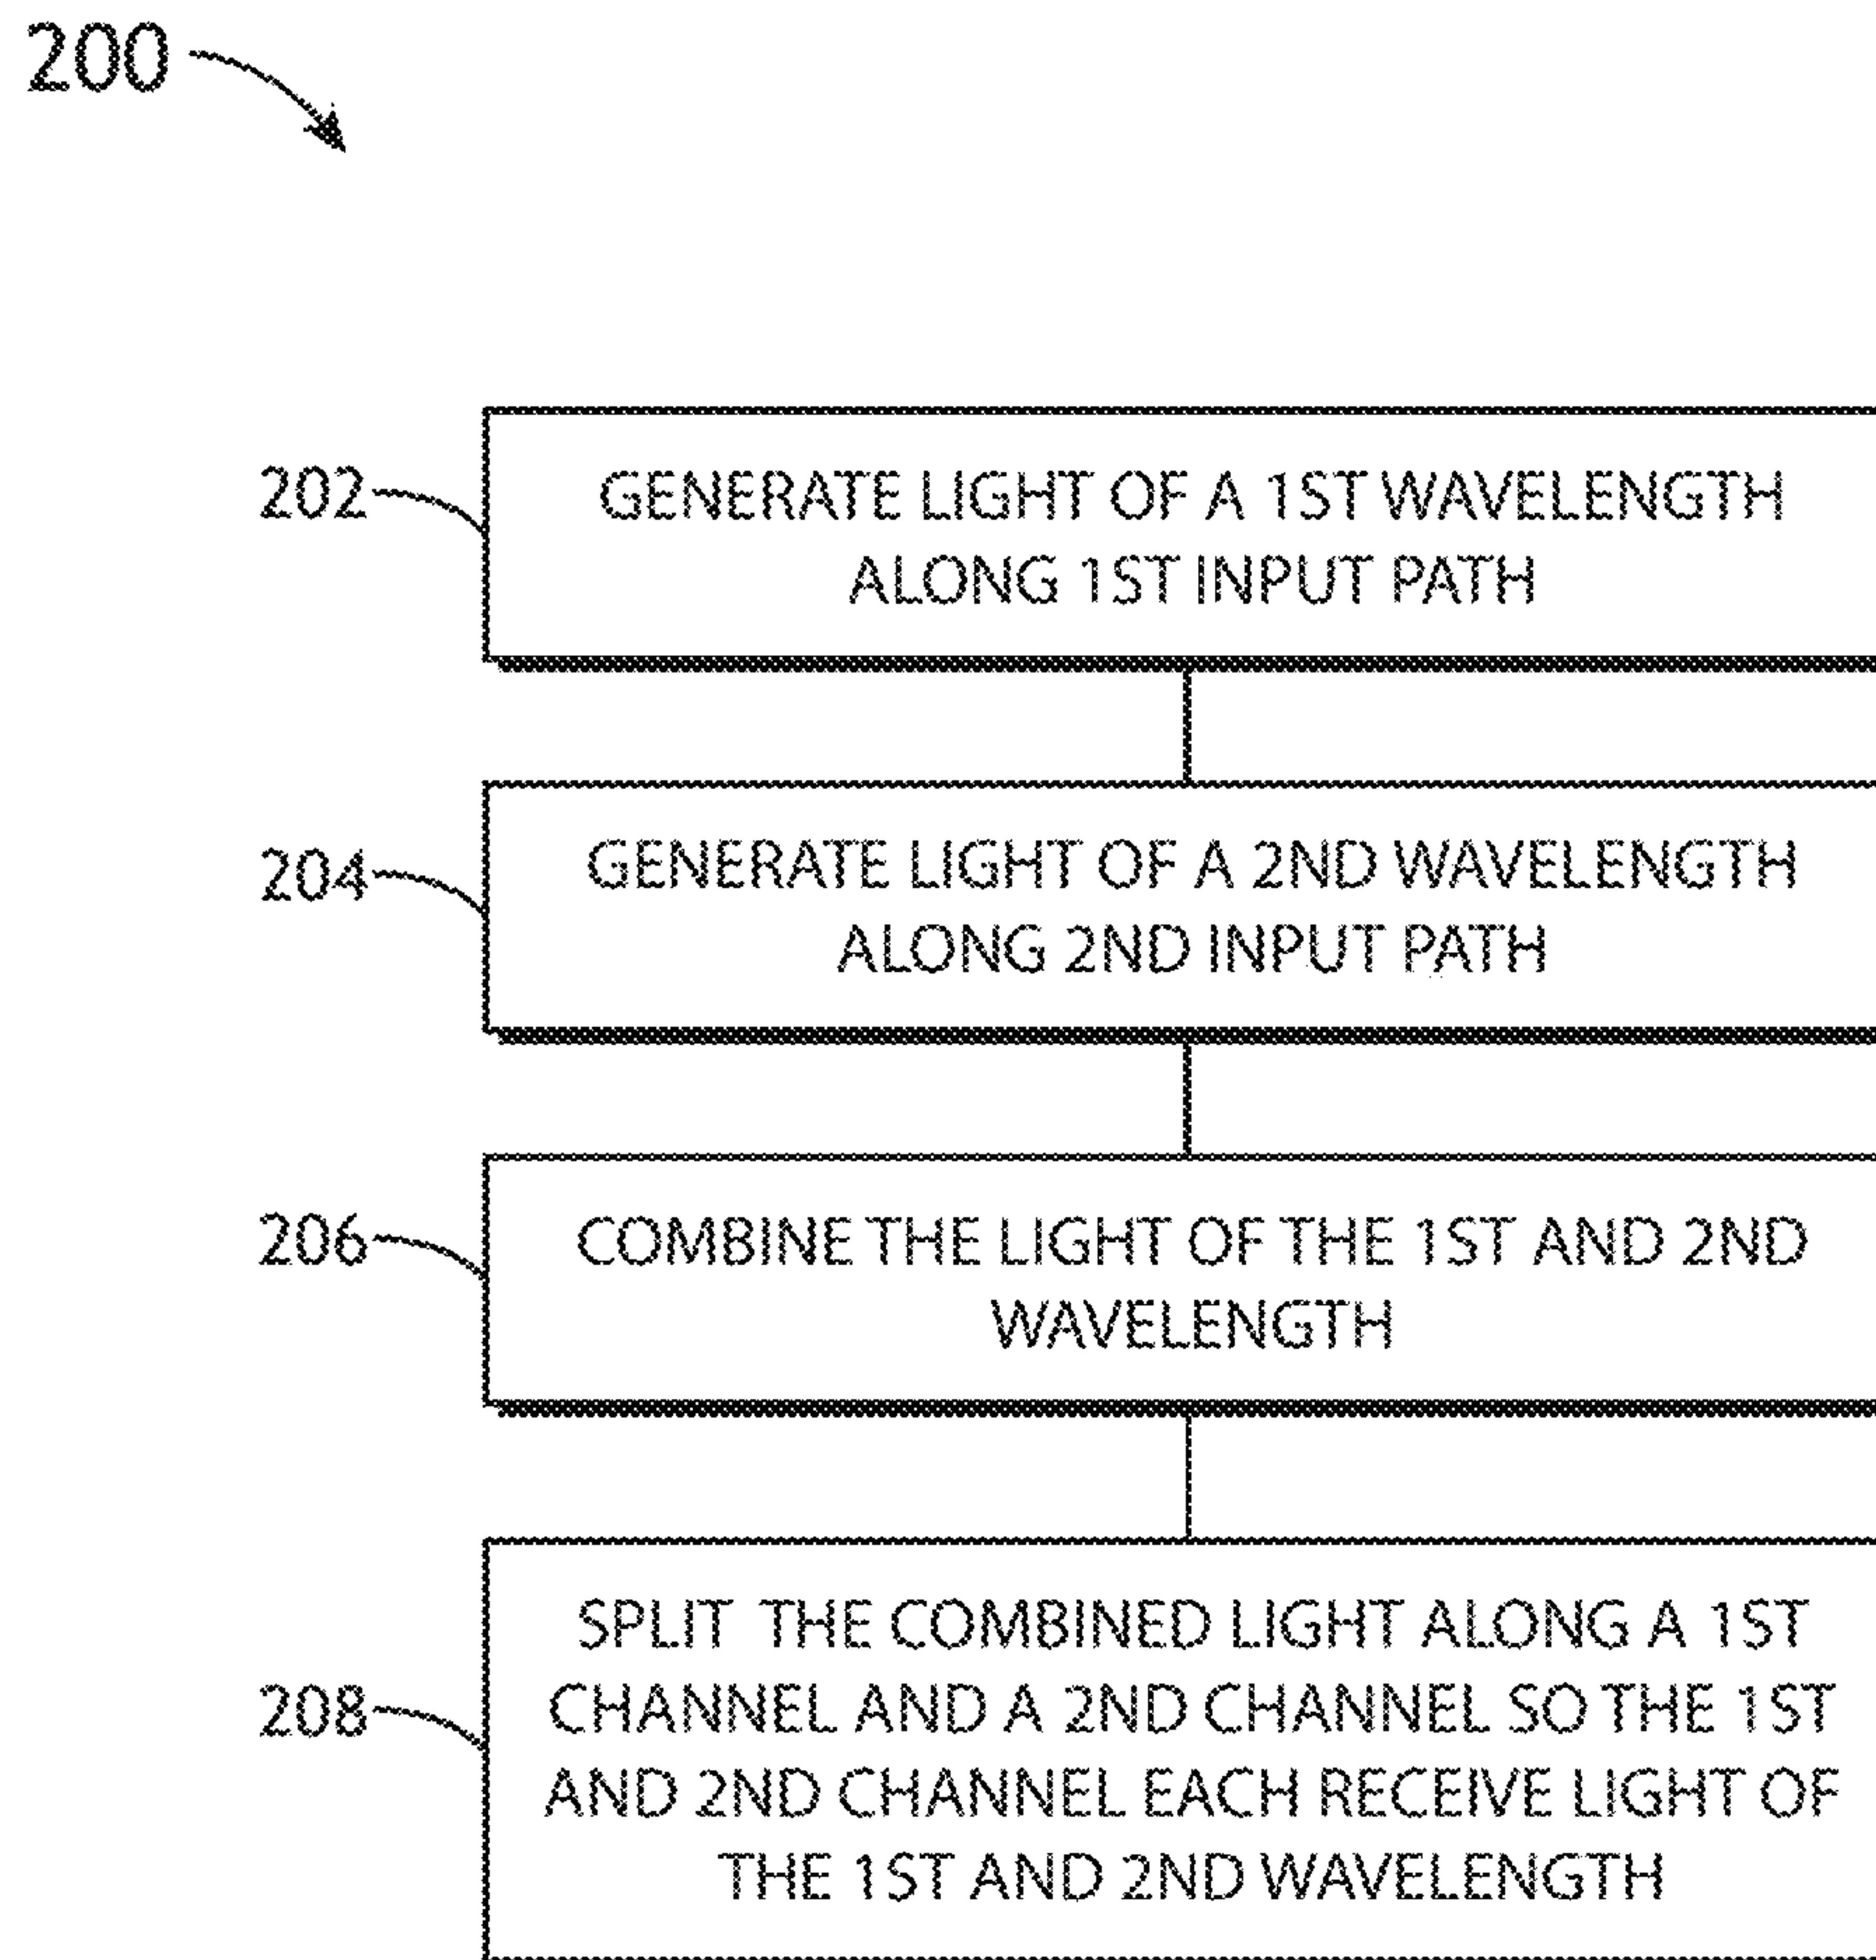 200
202
GENERATE LIGHT OF A 1ST WAVELENGTH
ALONG 1ST INPUT PATH
204
GENERATE LIGHT OF A 2ND WAVELENGTH
ALONG 2ND INPUT PATH
206
COMBINE THE LIGHT OF THE 1ST AND 2ND
WAVELENGTH
208
SPLIT THE COMBINED LIGHT ALONG A 1ST
CHANNEL AND A 2ND CHANNEL SO THE 1ST
AND 2ND CHANNEL EACH RECEIVE LIGHT OF
THE 1ST AND 2ND WAVELENGTH